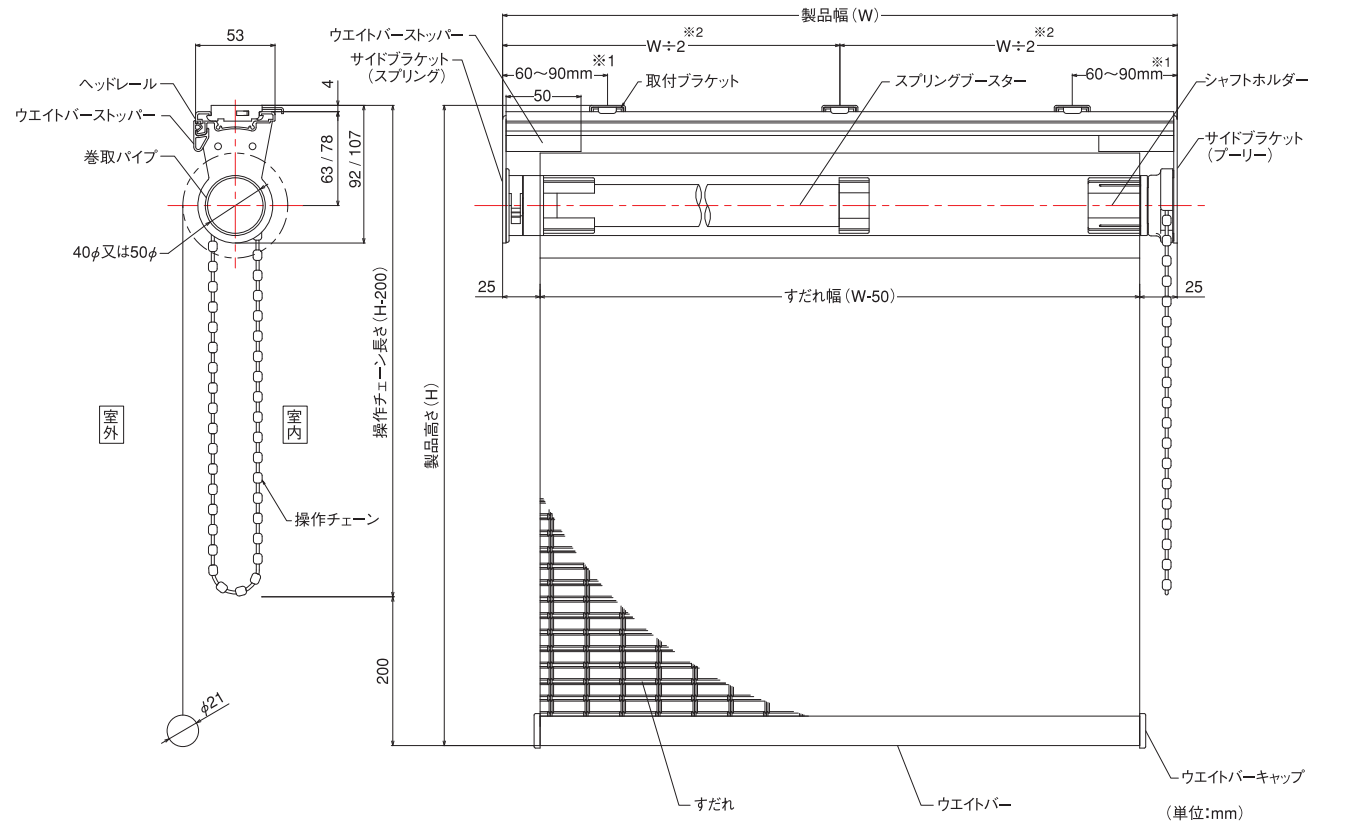 製品幅(W)
53
ウエイトバーストッパー
※2
W÷2
※2
W÷2
サイドブラケット
(スプリング)
※1
60〜90mm
取付ブラケット
スプリングブースター
※1
60〜90mm
シャフトホルダー
ヘッドレール
4
50
ウエイトバーストッパー
63 / 78
92 / 107
サイドブラケット
(プーリー)
巻取パイプ
40φ又は50φ
25
すだれ幅(W-50)
25
操作チェーン長さ(H-200)
製品高さ(H)
室外
室内
操作チェーン
200
φ21
ウエイトバーキャップ
すだれ
ウエイトバー
(単位:mm)